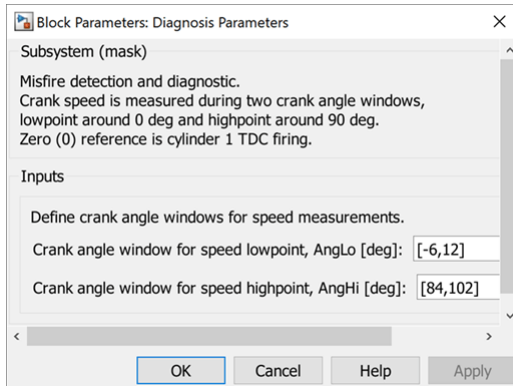 Block Parameters: Diagnosis Parameters
Subsystem (mask)
Misfire detection and diagnostic.
Crank speed is measured during two crank angle windows,
lowpoint around 0 deg and highpoint around 90 deg.
Zero (0) reference is cylinder 1 TDC firing.
Inputs
Define crank angle windows for speed measurements.
Crank angle window for speed lowpoint, AngLo [deg]: [-6,12]
Crank angle window for speed highpoint, AngHi [deg]: [84,102]
OK Cancel Help Apply